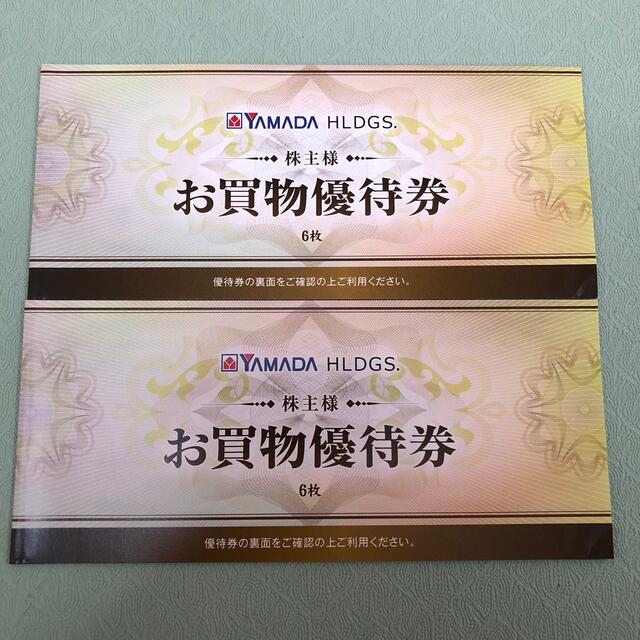 YAMADA HLDGS.
株主様
お買物優待券
6枚
優待券の裏面をご確認の上ご利用ください。
YAMADA HLDGS.
株主様
お買物優待券
6枚
優待券の裏面をご確認の上ご利用ください。